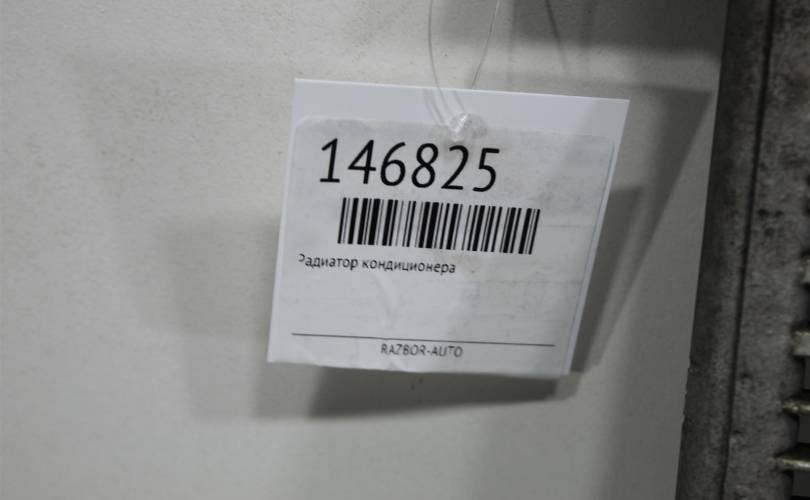 146825
Радиатор кондиционера
RAZBOR-AUTO